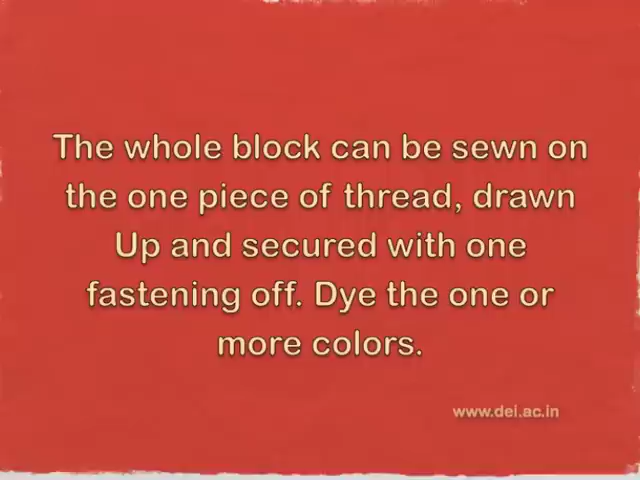 The whole block can be sewn on
the one piece of thread, drawn
Up and secured with one
fastening off. Dye the one or
more colors.
www.dei.ac.in